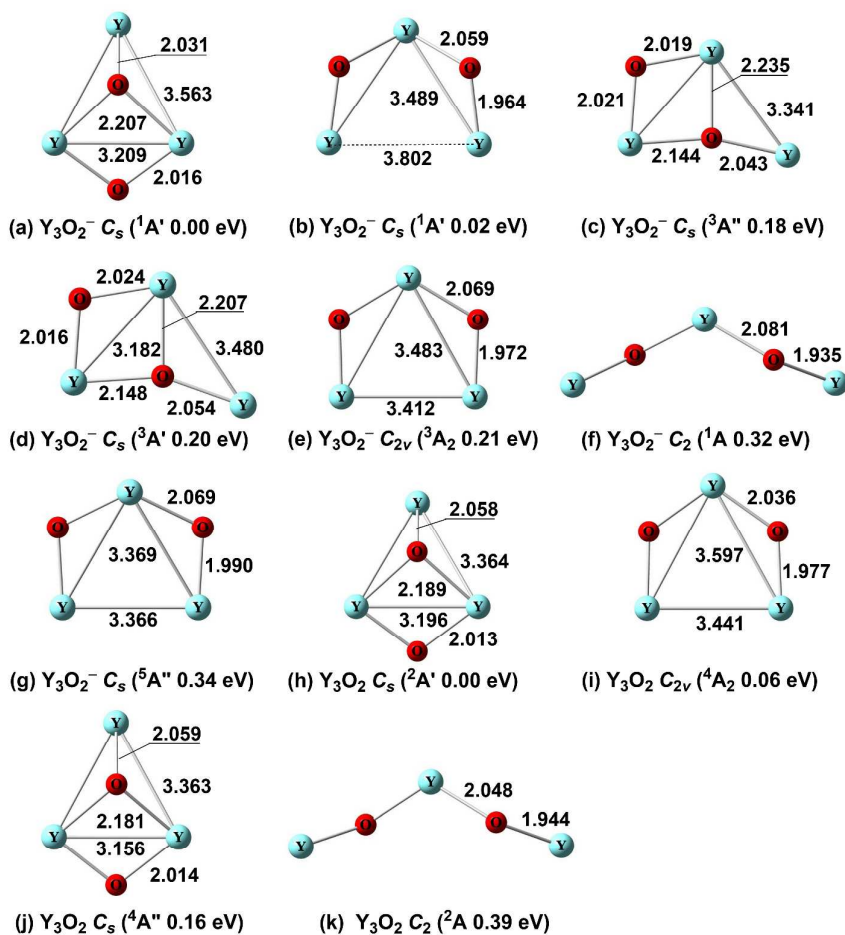 Y
2.031
O
3.563
2.207
Y
Y
3.209
2.016
O
(a) Y₃O₂⁻ Cₛ (¹A' 0.00 eV)
Y
2.059
O
O
3.489
1.964
Y
Y
3.802
(b) Y₃O₂⁻ Cₛ (¹A' 0.02 eV)
2.019
Y
O
2.235
2.021
3.341
Y
O
2.144
2.043
Y
(c) Y₃O₂⁻ Cₛ (³A" 0.18 eV)
2.024
Y
O
2.207
2.016
3.182
3.480
Y
O
2.148
2.054
Y
(d) Y₃O₂⁻ Cₛ (³A' 0.20 eV)
Y
2.069
O
O
3.483
1.972
Y
Y
3.412
(e) Y₃O₂⁻ C₂ᵥ (³A₂ 0.21 eV)
Y
2.081
O
O
1.935
Y
Y
(f) Y₃O₂⁻ C₂ (¹A 0.32 eV)
Y
2.069
O
O
3.369
1.990
Y
Y
3.366
(g) Y₃O₂⁻ Cₛ (⁵A" 0.34 eV)
Y
2.058
O
3.364
2.189
Y
Y
3.196
2.013
O
(h) Y₃O₂ Cₛ (²A' 0.00 eV)
Y
2.036
O
O
3.597
1.977
Y
Y
3.441
(i) Y₃O₂ C₂ᵥ (⁴A₂ 0.06 eV)
Y
2.059
O
3.363
2.181
Y
Y
3.156
2.014
O
(j) Y₃O₂ Cₛ (⁴A" 0.16 eV)
Y
2.048
O
O
1.944
Y
Y
(k) Y₃O₂ C₂ (²A 0.39 eV)